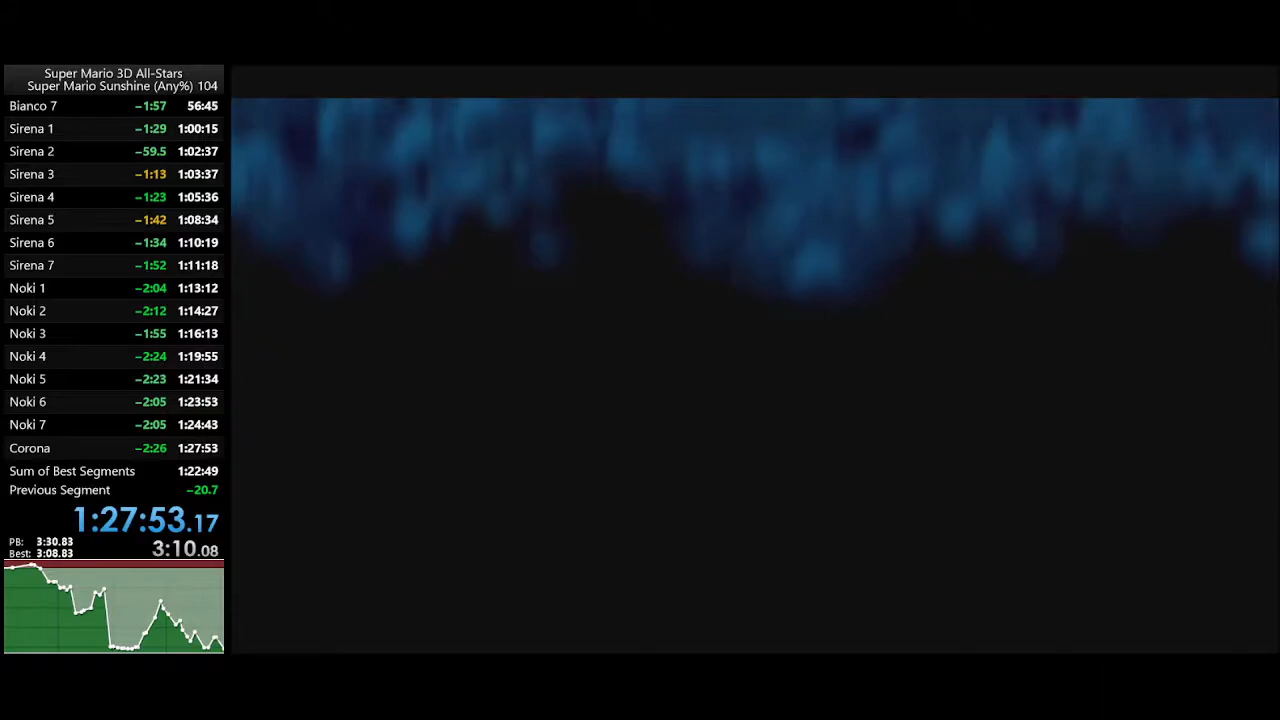 Super Mario 3D All-Stars
Super Mario Sunshine (Any%) 104
Bianco 7 −1:57 56:45
Sirena 1 −1:29 1:00:15
Sirena 2 −59.5 1:02:37
Sirena 3 −1:13 1:03:37
Sirena 4 −1:23 1:05:36
Sirena 5 −1:42 1:08:34
Sirena 6 −1:34 1:10:19
Sirena 7 −1:52 1:11:18
Noki 1 −2:04 1:13:12
Noki 2 −2:12 1:14:27
Noki 3 −1:55 1:16:13
Noki 4 −2:24 1:19:55
Noki 5 −2:23 1:21:34
Noki 6 −2:05 1:23:53
Noki 7 −2:05 1:24:43
Corona −2:26 1:27:53
Sum of Best Segments 1:22:49
Previous Segment −20.7
1:27:53.17
PB: 3:30.83
Best: 3:08.83
3:10.08